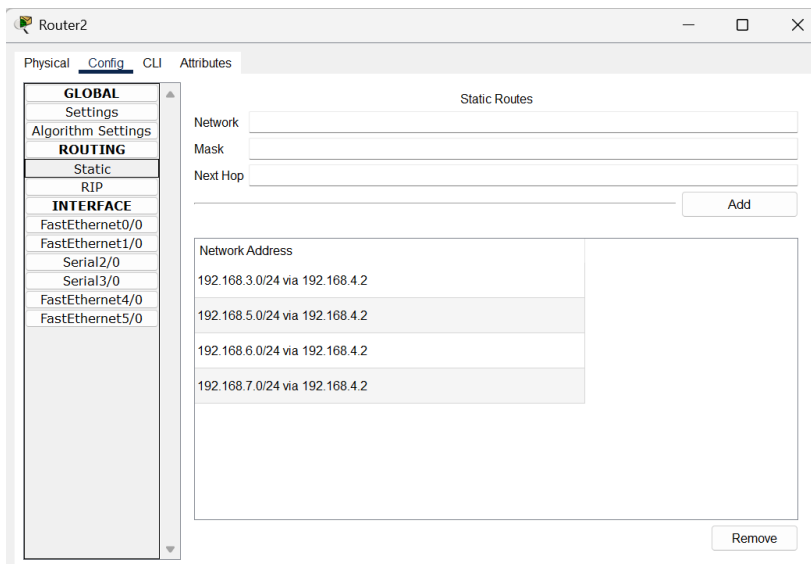 Router2
Physical Config CLI Attributes
GLOBAL
Settings
Algorithm Settings
ROUTING
Static
RIP
INTERFACE
FastEthernet0/0
FastEthernet1/0
Serial2/0
Serial3/0
FastEthernet4/0
FastEthernet5/0
Static Routes
Network
Mask
Next Hop
Add
Network Address
192.168.3.0/24 via 192.168.4.2
192.168.5.0/24 via 192.168.4.2
192.168.6.0/24 via 192.168.4.2
192.168.7.0/24 via 192.168.4.2
Remove